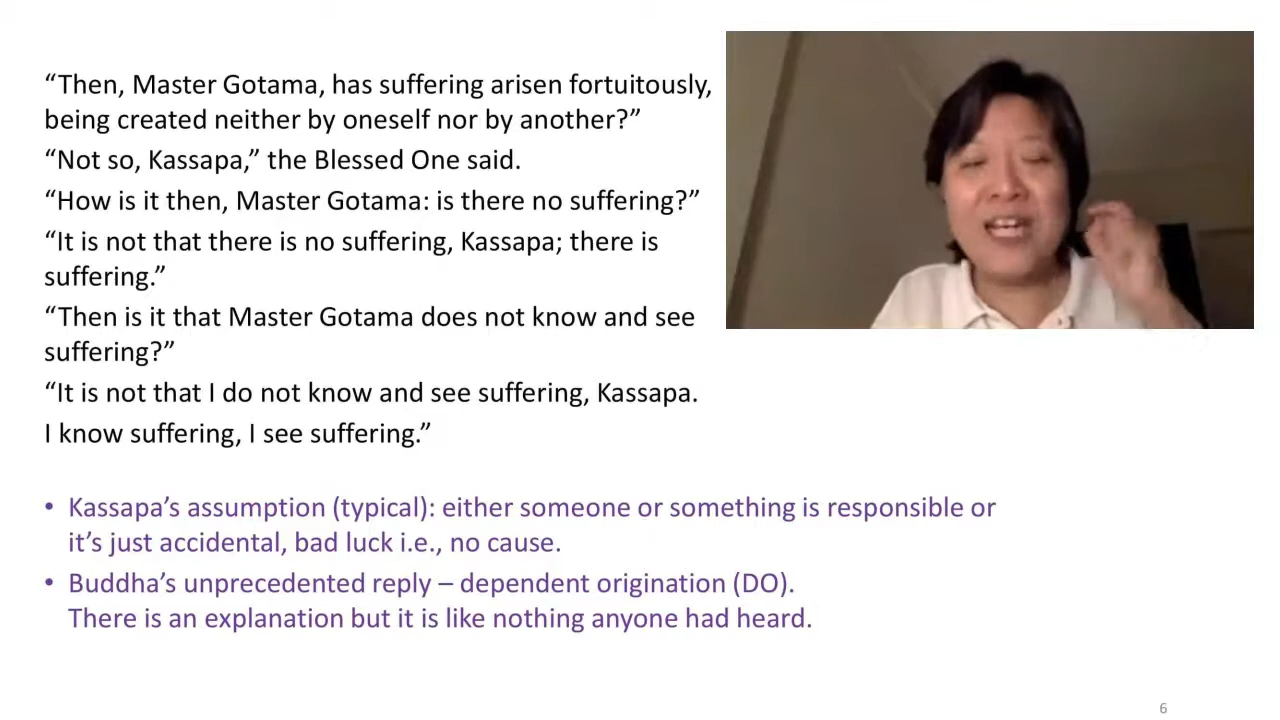 “Then, Master Gotama, has suffering arisen fortuitously,
being created neither by oneself nor by another?”
“Not so, Kassapa,” the Blessed One said.
“How is it then, Master Gotama: is there no suffering?”
“It is not that there is no suffering, Kassapa; there is
suffering.”
“Then is it that Master Gotama does not know and see
suffering?”
“It is not that I do not know and see suffering, Kassapa.
I know suffering, I see suffering.”
• Kassapa’s assumption (typical): either someone or something is responsible or
it’s just accidental, bad luck i.e., no cause.
• Buddha’s unprecedented reply – dependent origination (DO).
There is an explanation but it is like nothing anyone had heard.
6